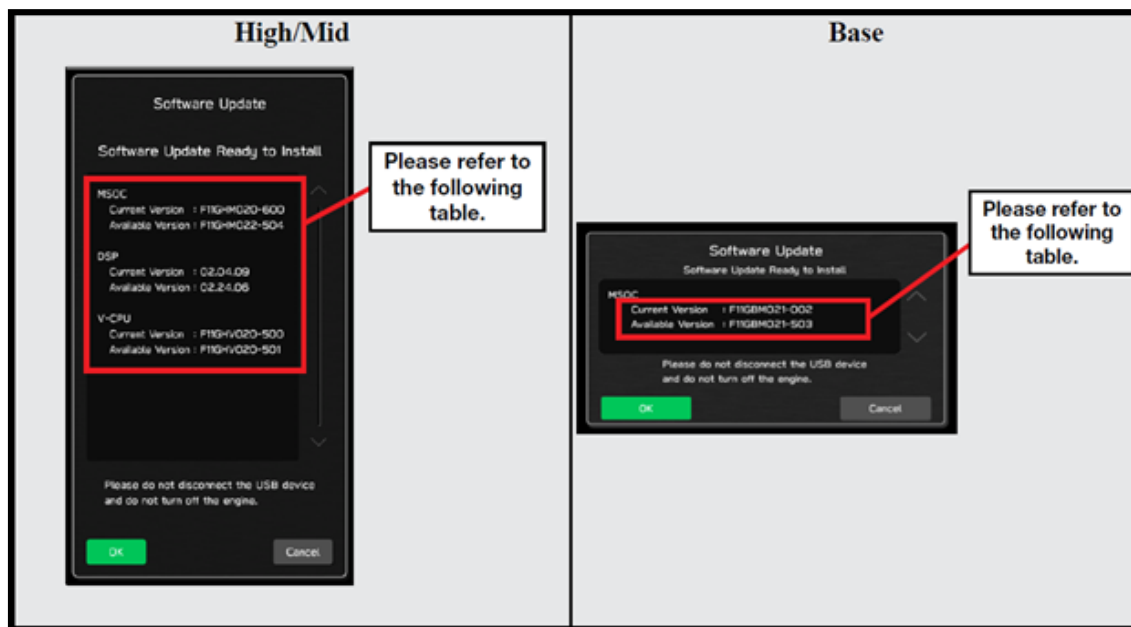 High/Mid
Software Update
Software Update Ready to Install
MSOC
Current Version : F11GHM020-600
Available Version : F11GHM022-504
DSP
Current Version : 02.04.09
Available Version : 02.24.06
V-CPU
Current Version : F11GHV020-500
Available Version : F11GHV020-501
Please do not disconnect the USB device
and do not turn off the engine.
OK
Cancel
Please refer to
the following
table.
Base
Software Update
Software Update Ready to Install
MSOC
Current Version : F11GBM021-002
Available Version : F11GBM021-503
Please do not disconnect the USB device
and do not turn off the engine.
OK
Cancel
Please refer to
the following
table.